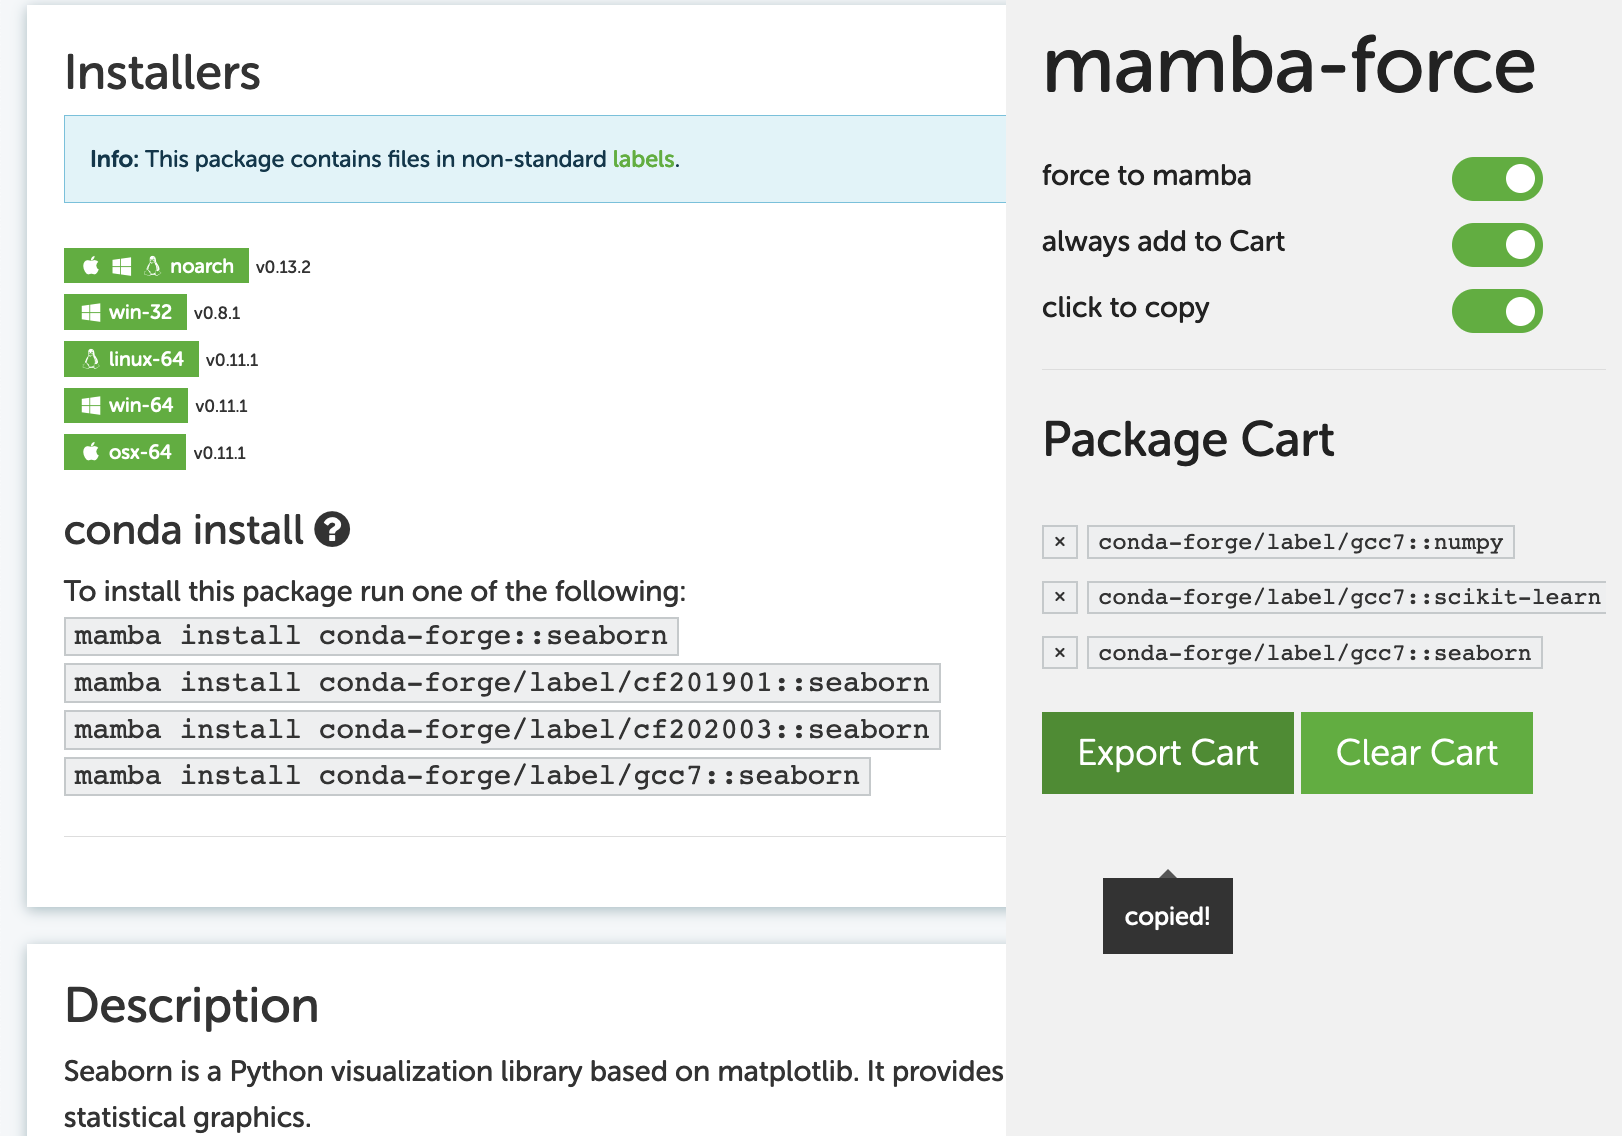 Installers
Info: This package contains files in non-standard labels.
noarch v0.13.2
win-32 v0.8.1
linux-64 v0.11.1
win-64 v0.11.1
osx-64 v0.11.1
conda install ?
To install this package run one of the following:
mamba install conda-forge::seaborn
mamba install conda-forge/label/cf201901::seaborn
mamba install conda-forge/label/cf202003::seaborn
mamba install conda-forge/label/gcc7::seaborn
Description
Seaborn is a Python visualization library based on matplotlib. It provides
statistical graphics.
mamba-force
force to mamba
always add to Cart
click to copy
Package Cart
× conda-forge/label/gcc7::numpy
× conda-forge/label/gcc7::scikit-learn
× conda-forge/label/gcc7::seaborn
Export Cart Clear Cart
copied!